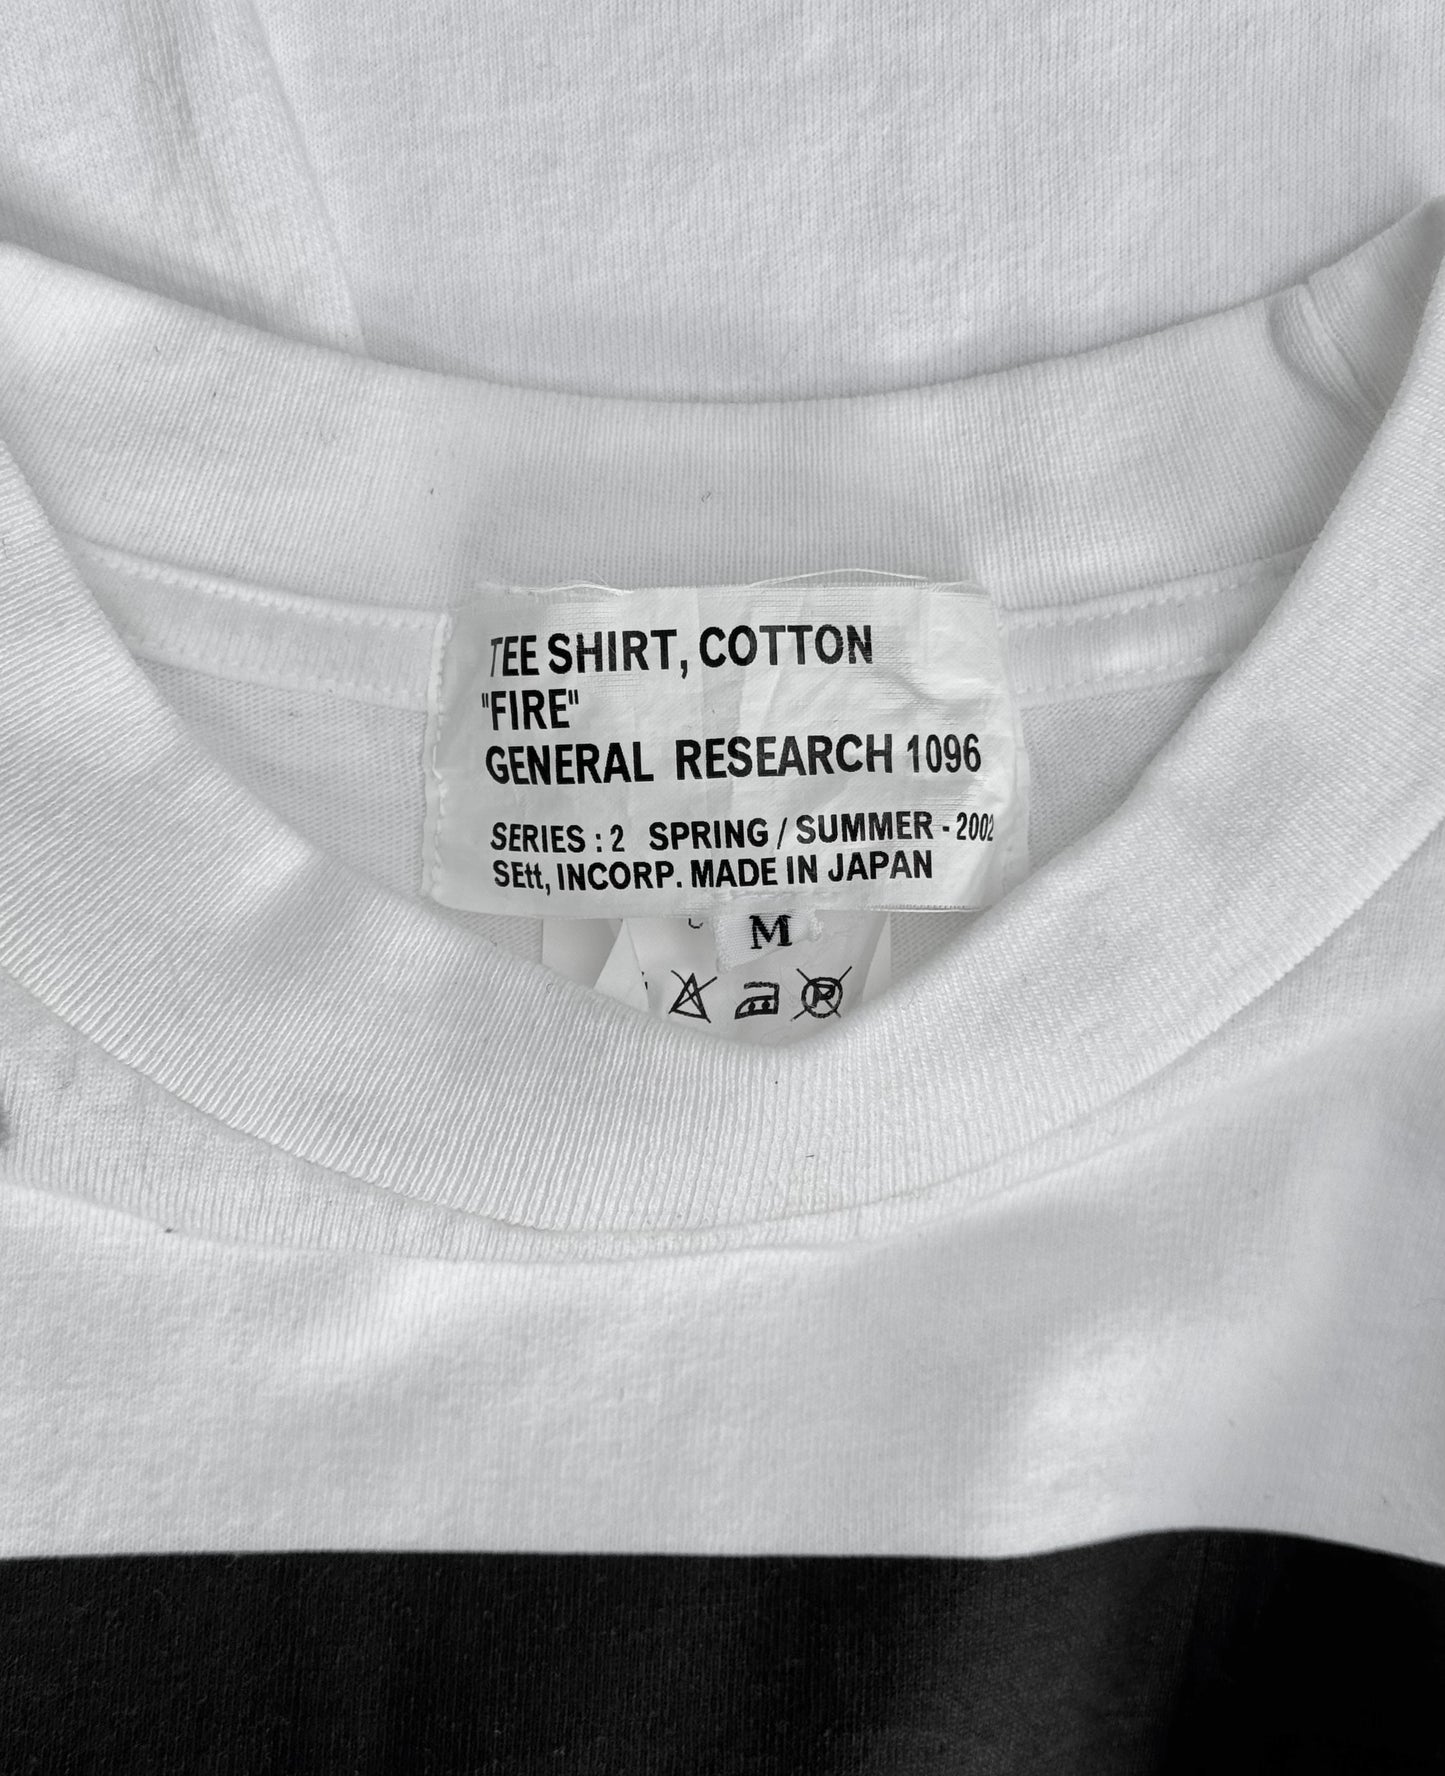 TEE SHIRT, COTTON
"FIRE"
GENERAL RESEARCH 1096
SERIES : 2 SPRING / SUMMER - 2002
SEtt, INCORP. MADE IN JAPAN
M